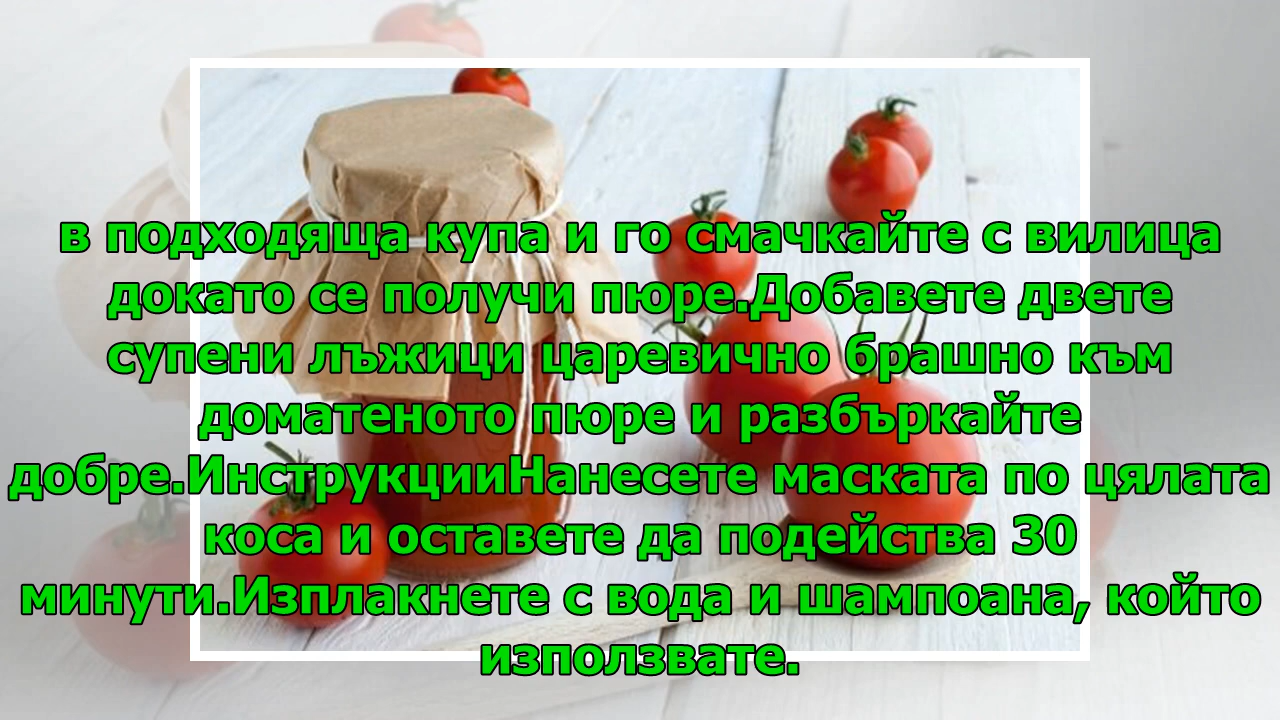 в подходяща купа и го смачкайте с вилица
докато се получи пюре.Добавете двете
супени лъжици царевично брашно към
доматеното пюре и разбъркайте
добре.ИнструкцииНанесете маската по цялата
коса и оставете да подейства 30
минути.Изплакнете с вода и шампоана, който
използвате.